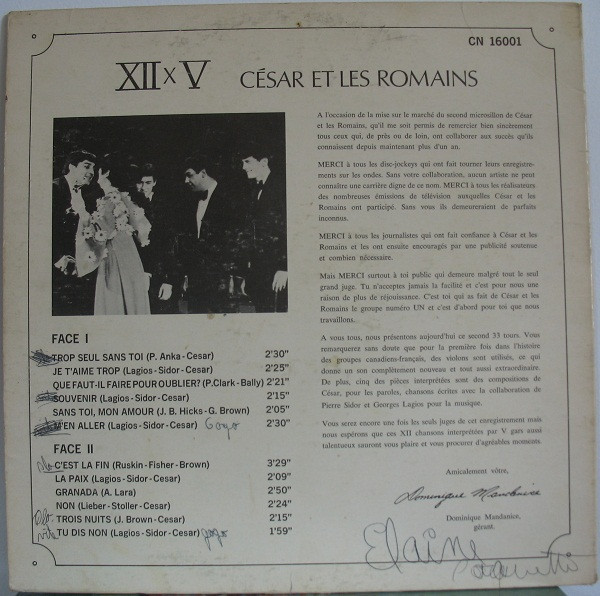 CN 16001
XII x V CÉSAR ET LES ROMAINS
A l'occasion de la mise sur le marché du second microsillon de César
et les Romains, qu'il me soit permis de remercier bien sincèrement
tous ceux qui, de près ou de loin, ont collaborer aux succès qu'ils
connaissent depuis maintenant plus d'un an.
MERCI à tous les disc-jockeys qui ont fait tourner leurs enregistre-
ments sur les ondes. Sans votre collaboration, aucun artiste ne peut
connaître une carrière digne de ce nom. MERCI à tous les réalisateurs
des nombreuses émissions de télévision auxquelles César et les
Romains ont participé. Sans vous ils demeureraient de parfaits
inconnus.
MERCI à tous les journalistes qui ont fait confiance à César et les
Romains et les ont ensuite encouragés par une publicité soutenue
et combien nécessaire.
Mais MERCI surtout à toi public qui demeure malgré tout le seul
grand juge. Tu n'acceptes jamais la facilité et c'est pour nous une
raison de plus de réjouissance. C'est toi qui as fait de César et les
Romains le groupe numéro UN et c'est d'abord pour toi que nous
travaillons.
A vous tous, nous présentons aujourd'hui ce second 33 tours. Vous
remarquerez sans doute que pour la première fois dans l'histoire
des groupes canadiens-français, des violons sont utilisés, ce qui
donne un son complètement nouveau et tout aussi extraordinaire.
De plus, cinq des pièces interprétées sont des compositions de
César, pour les paroles, chansons écrites avec la collaboration de
Pierre Sidor et Georges Lagios pour la musique.
Vous serez encore une fois les seuls juges de cet enregistrement mais
nous espérons que ces XII chansons interprétées par V gars aussi
talentueux sauront vous plaire et vous procurer d'agréables moments.
Amicalement vôtre,
Dominique Mandanice
Dominique Mandanice,
gérant
FACE I
TROP SEUL SANS TOI (P. Anka-Cesar) 2'30"
JE T'AIME TROP (Lagios-Sidor-Cesar) 2'25"
QUE FAUT-IL FAIRE POUR OUBLIER? (P. Clark-Bally) 2'21"
SOUVENIR (Lagios-Sidor-Cesar) 2'15"
SANS TOI, MON AMOUR (J. B. Hicks-G. Brown) 2'05"
M'EN ALLER (Lagios-Sidor-Cesar) Gogo 2'30"
FACE II
C'EST LA FIN (Ruskin-Fisher-Brown) 3'29"
LA PAIX (Lagios-Sidor-Cesar) 2'09"
GRANADA (A. Lara) 2'50"
NON (Lieber-Stoller-Cesar) 2'24"
TROIS NUITS (J. Brown-Cesar) 2'15"
TU DIS NON (Lagios-Sidor-Cesar) gogo 1'59"
Elaine